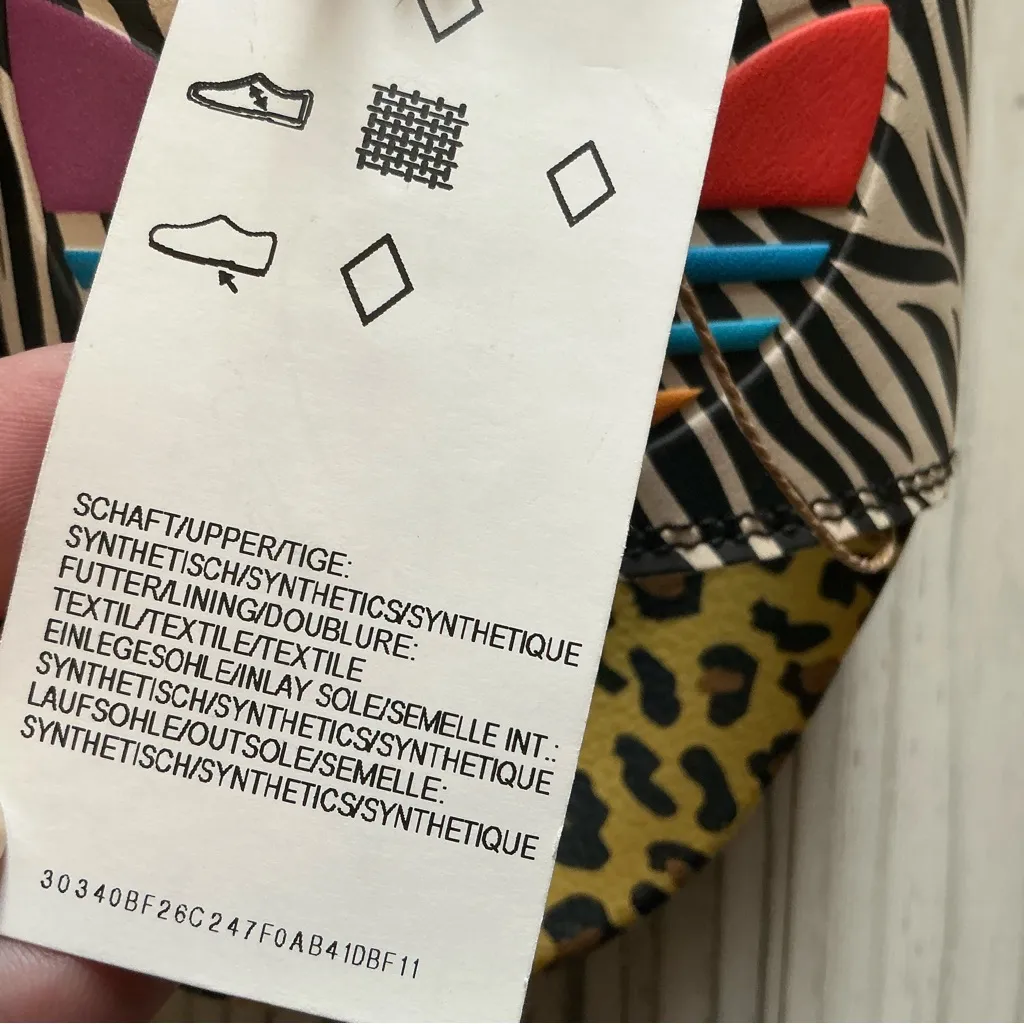 SCHAFT/UPPER/TIGE:
SYNTHETISCH/SYNTHETICS/SYNTHETIQUE
FUTTER/LINING/DOUBLURE:
TEXTIL/TEXTILE/TEXTILE
EINLEGESOHLE/INLAY SOLE/SEMELLE INT.:
SYNTHETISCH/SYNTHETICS/SYNTHETIQUE
LAUFSOHLE/OUTSOLE/SEMELLE:
SYNTHETISCH/SYNTHETICS/SYNTHETIQUE
30340BF26C247F0AB41DBF11